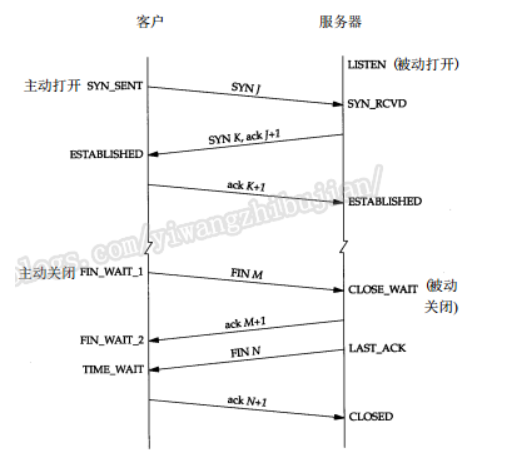 客户 服务器
LISTEN (被动打开)
主动打开 SYN_SENT
SYN J
SYN_RCVD
SYN K, ack J+1
ESTABLISHED
ack K+1
ESTABLISHED
ologs.com/yiwangzhibujian/
主动关闭 FIN_WAIT_1
FIN M
CLOSE_WAIT (被动
关闭)
ack M+1
FIN_WAIT_2
FIN N
LAST_ACK
TIME_WAIT
ack N+1
CLOSED